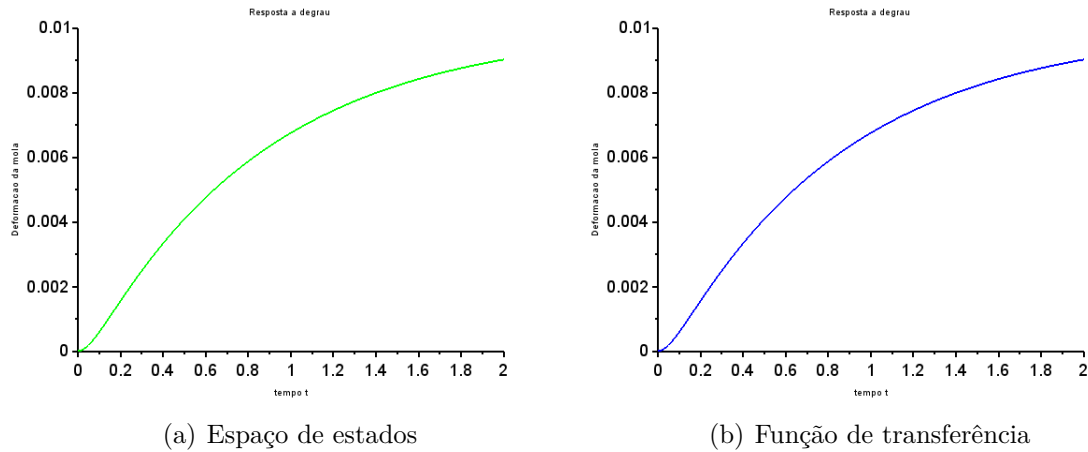 Resposta a degrau
0.01
0.008
0.006
0.004
0.002
0
Deformacao da mola
0 0.2 0.4 0.6 0.8 1 1.2 1.4 1.6 1.8 2
tempo t
(a) Espaço de estados
Resposta a degrau
0.01
0.008
0.006
0.004
0.002
0
Deformacao da mola
0 0.2 0.4 0.6 0.8 1 1.2 1.4 1.6 1.8 2
tempo t
(b) Função de transferência